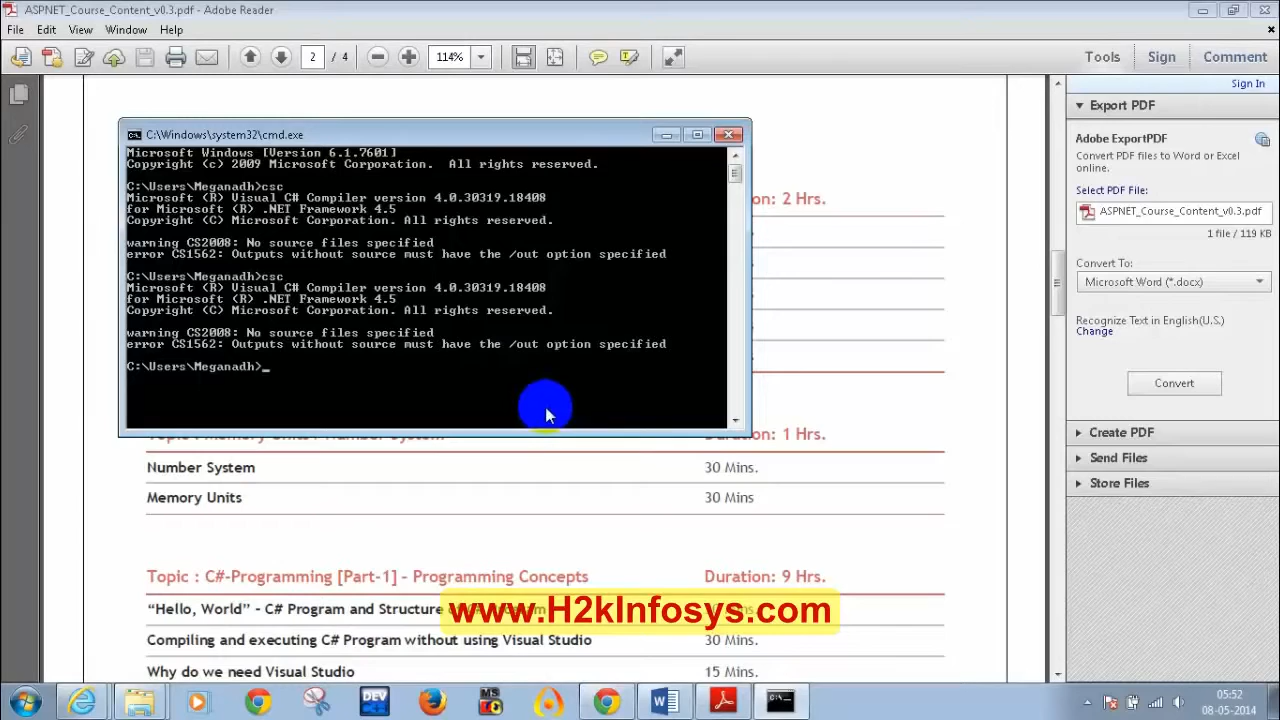 ASPNET_Course_Content_v0.3.pdf - Adobe Reader
File Edit View Window Help
2 / 4 114% Tools Sign Comment
Sign In
Export PDF
Adobe ExportPDF
Convert PDF files to Word or Excel
online.
Select PDF File:
ASPNET_Course_Content_v0.3.pdf
1 file / 119 KB
Convert To:
Microsoft Word (*.docx)
Recognize Text in English(U.S.)
Change
Convert
Create PDF
Send Files
Store Files
C:\Windows\system32\cmd.exe
Microsoft Windows [Version 6.1.7601]
Copyright (c) 2009 Microsoft Corporation. All rights reserved.
C:\Users\Meganadh>csc
Microsoft (R) Visual C# Compiler version 4.0.30319.18408
for Microsoft (R) .NET Framework 4.5
Copyright (C) Microsoft Corporation. All rights reserved.
warning CS2008: No source files specified
error CS1562: Outputs without source must have the /out option specified
C:\Users\Meganadh>csc
Microsoft (R) Visual C# Compiler version 4.0.30319.18408
for Microsoft (R) .NET Framework 4.5
Copyright (C) Microsoft Corporation. All rights reserved.
warning CS2008: No source files specified
error CS1562: Outputs without source must have the /out option specified
C:\Users\Meganadh>_
on: 2 Hrs.
Topic : Memory Units / Number System on: 1 Hrs.
Number System 30 Mins.
Memory Units 30 Mins
Topic : C#-Programming [Part-1] – Programming Concepts Duration: 9 Hrs.
“Hello, World” - C# Program and Structure
www.H2kInfosys.com
Compiling and executing C# Program without using Visual Studio 30 Mins.
Why do we need Visual Studio 15 Mins.
DEV
MS
05:52
08-05-2014